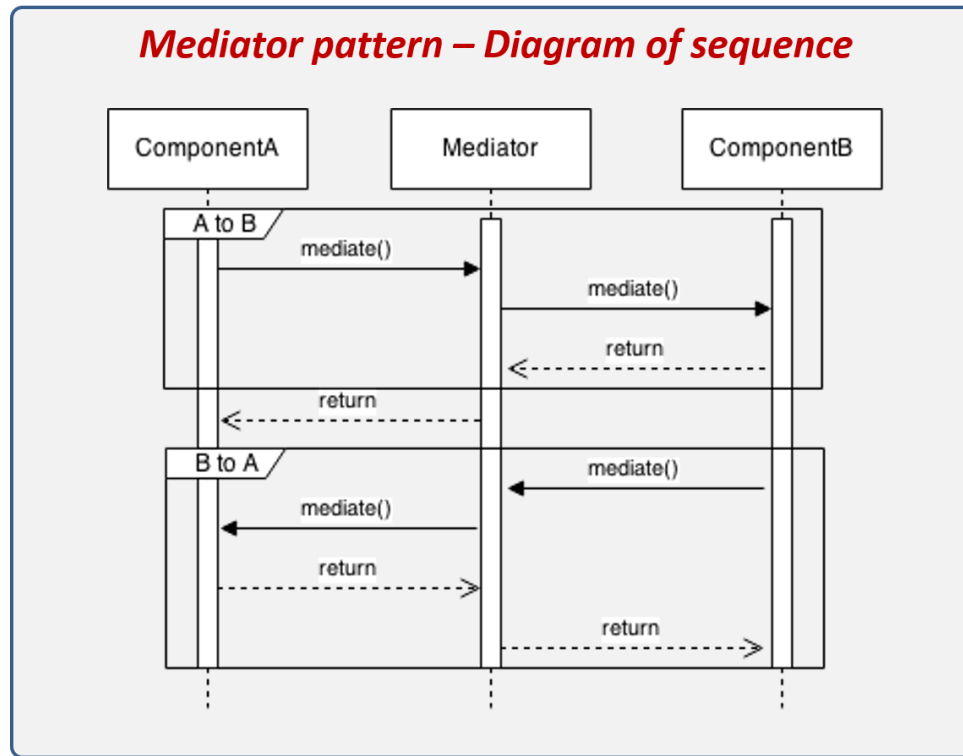 Mediator pattern – Diagram of sequence
ComponentA
Mediator
ComponentB
A to B
mediate()
mediate()
return
return
B to A
mediate()
mediate()
return
return